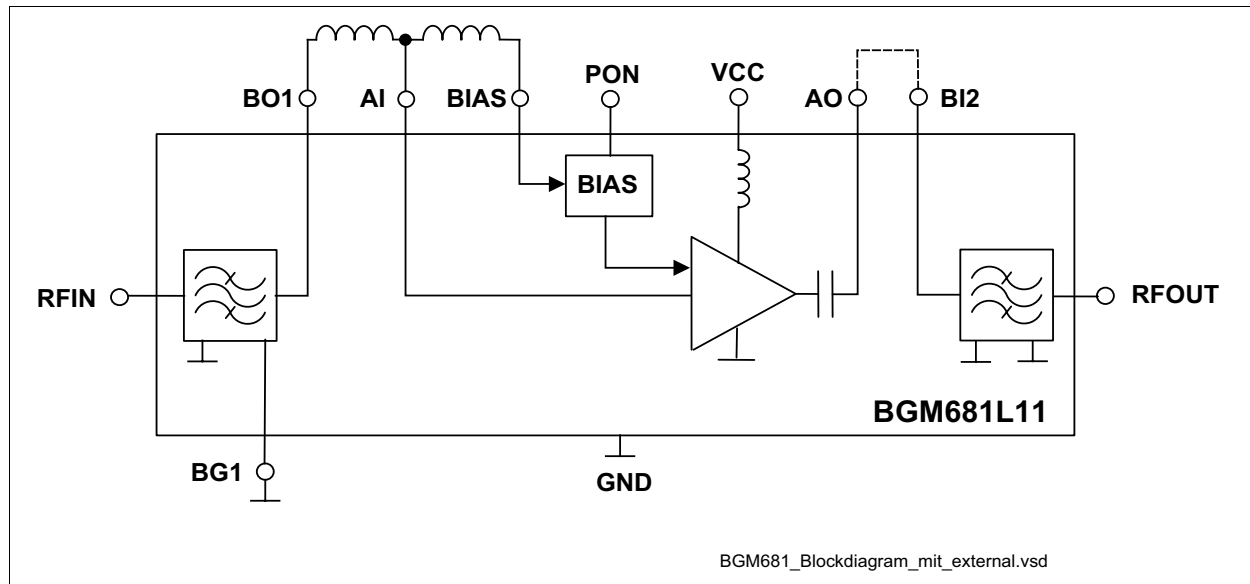 BO1
AI
BIAS
PON
VCC
AO
BI2
BIAS
RFIN
RFOUT
BGM681L11
BG1
GND
BGM681_Blockdiagram_mit_external.vsd